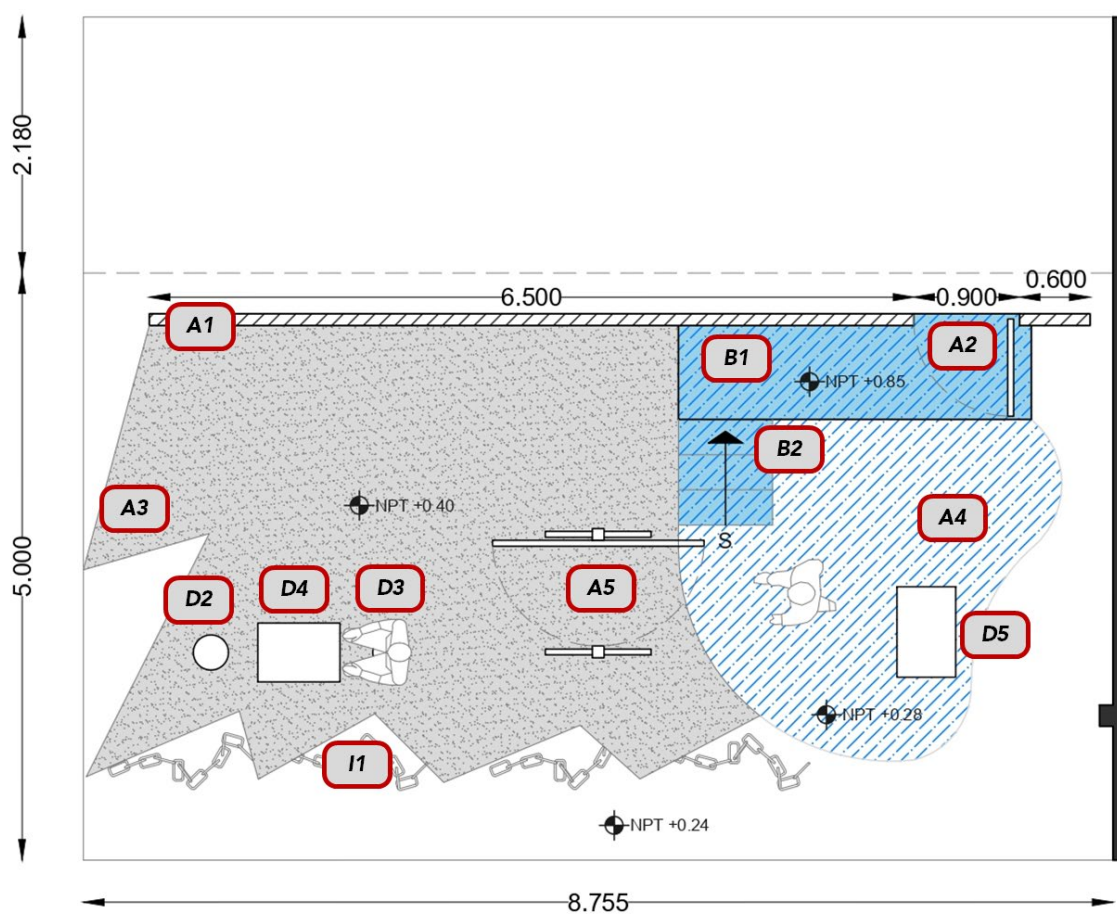 2.180
6.500
0.900
0.600
A1
B1
A2
NPT +0.85
B2
A3
NPT +0.40
A4
S
5.000
D2
D4
D3
A5
D5
NPT +0.28
I1
NPT +0.24
8.755